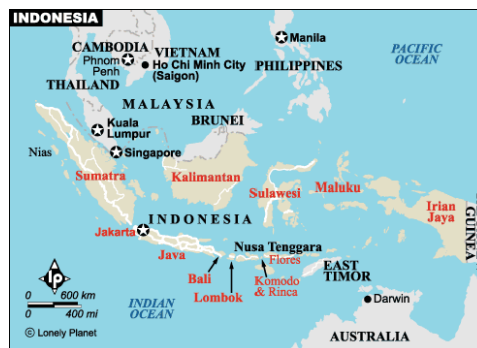 INDONESIA
Manila
PACIFIC
OCEAN
CAMBODIA
VIETNAM
Phnom
Penh
Ho Chi Minh City
(Saigon)
PHILIPPINES
THAILAND
MALAYSIA
BRUNEI
Kuala
Lumpur
Nias
Singapore
Sumatra
Kalimantan
Sulawesi
Maluku
Irian
Jaya
GUINEA
INDONESIA
Jakarta
Java
Nusa Tenggara
Flores
Bali
Lombok
Komodo
& Rinca
EAST
TIMOR
lp
0 600 km
0 400 mi
INDIAN
OCEAN
Darwin
© Lonely Planet
AUSTRALIA